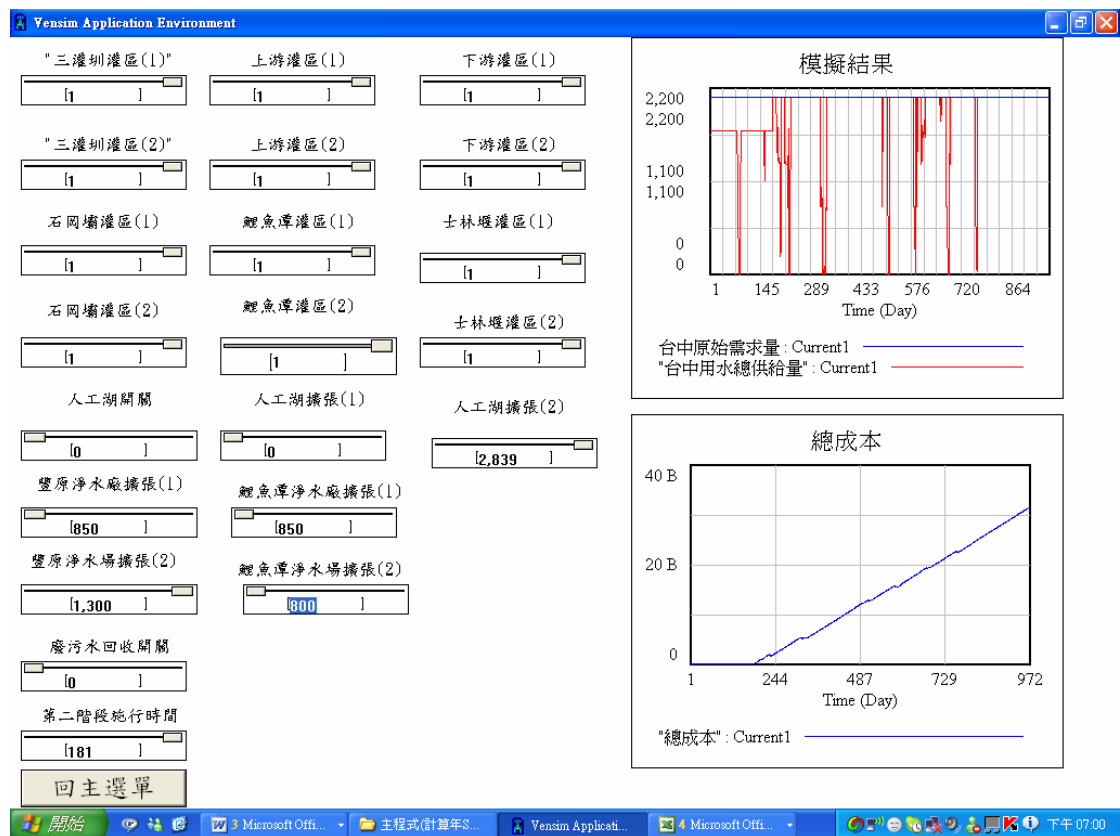 Vensim Application Environment
"三灌圳灌區(1)" 上游灌區(1) 下游灌區(1)
[1 ] [1 ] [1 ]
"三灌圳灌區(2)" 上游灌區(2) 下游灌區(2)
[1 ] [1 ] [1 ]
石岡壩灌區(1) 鯉魚潭灌區(1) 士林堰灌區(1)
[1 ] [1 ] [1 ]
石岡壩灌區(2) 鯉魚潭灌區(2) 士林堰灌區(2)
[1 ] [1 ] [1 ]
人工湖開關 人工湖擴張(1) 人工湖擴張(2)
[0 ] [0 ] [2,839 ]
豐原淨水廠擴張(1) 鯉魚潭淨水廠擴張(1)
[850 ] [850 ]
豐原淨水場擴張(2) 鯉魚潭淨水場擴張(2)
[1,300 ] [800 ]
廢污水回收開關
[0 ]
第二階段施行時間
[181 ]
回主選單
模擬結果
2,200
2,200
1,100
1,100
0
0
1 145 289 433 576 720 864
Time (Day)
台中原始需求量 : Current1
"台中用水總供給量" : Current1
總成本
40 B
20 B
0
1 244 487 729 972
Time (Day)
"總成本" : Current1
開始 3 Microsoft Offi... 主程式(計算年S... Vensim Applicati... 4 Microsoft Offi... 下午 07:00